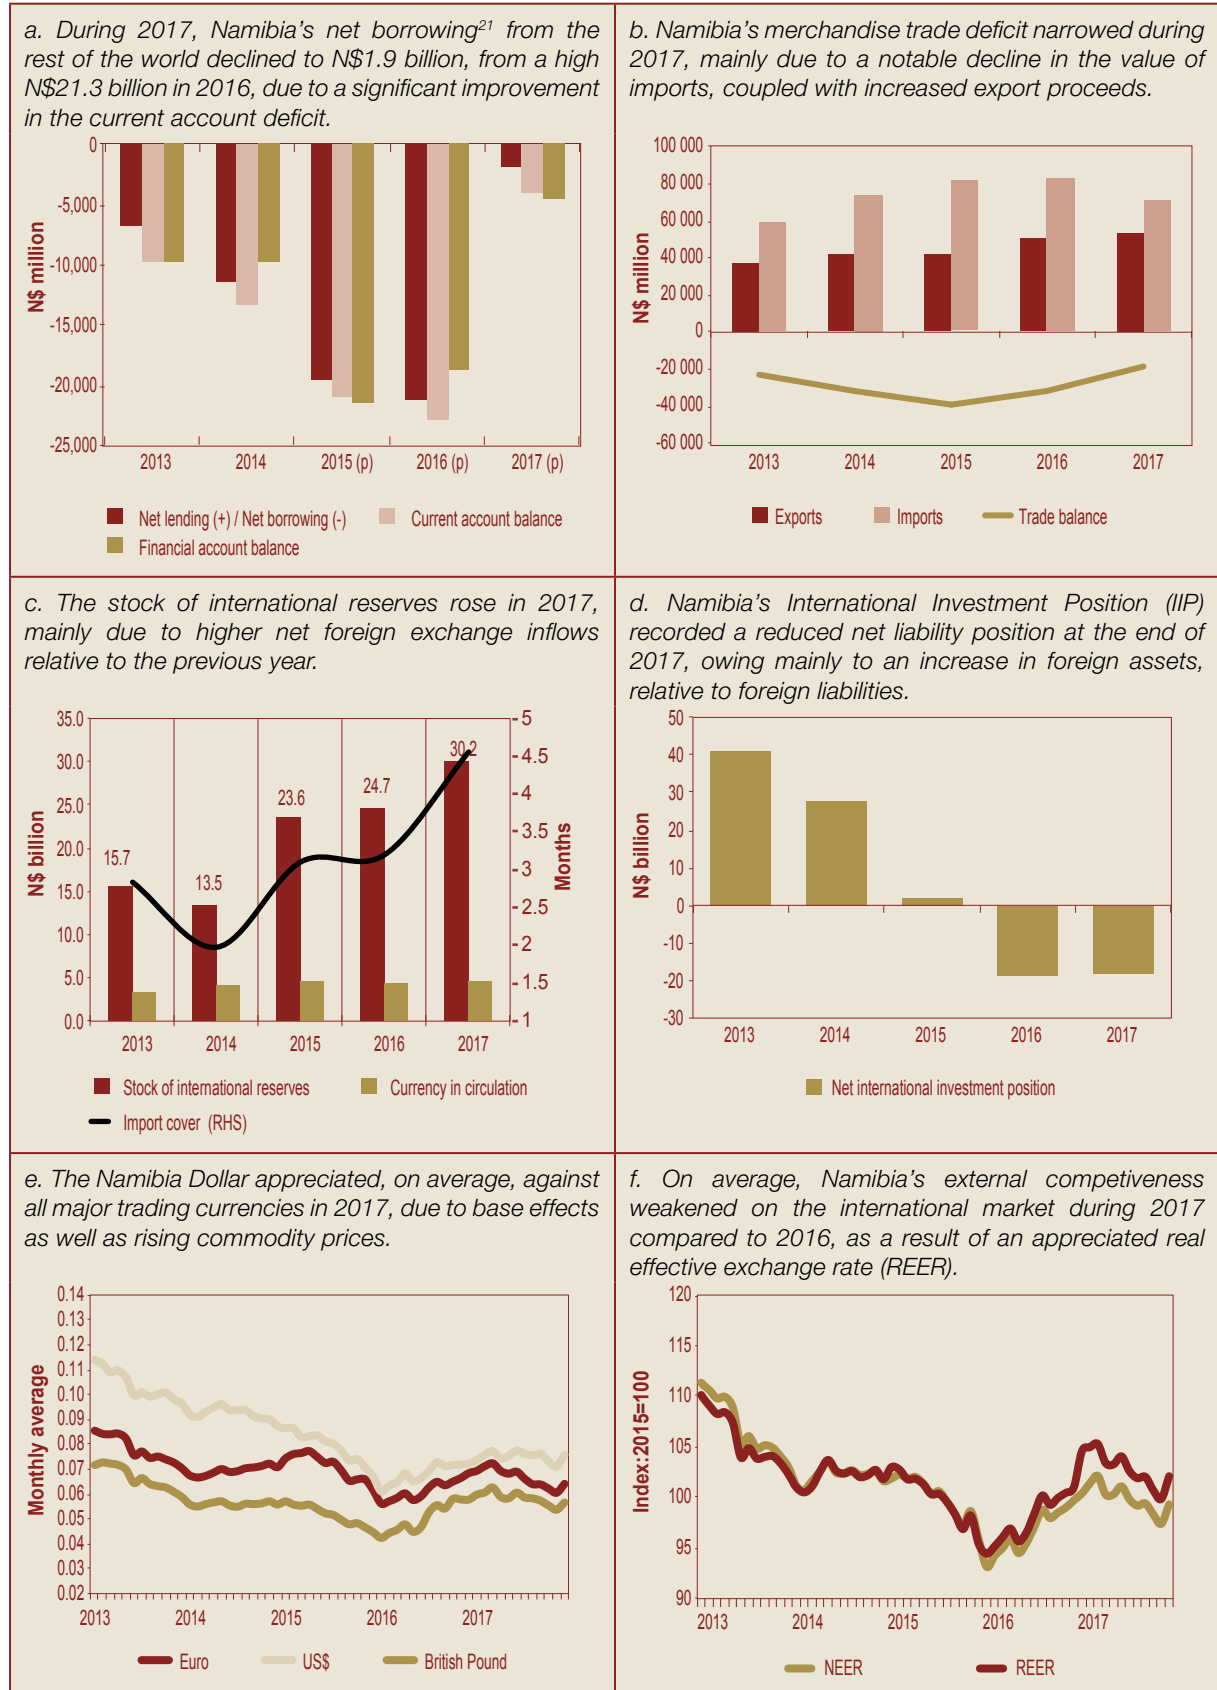 a. During 2017, Namibia's net borrowing²¹ from the
rest of the world declined to N$1.9 billion, from a high
N$21.3 billion in 2016, due to a significant improvement
in the current account deficit.
0
-5,000
-10,000
-15,000
-20,000
-25,000
N$ million
2013
2014
2015 (p)
2016 (p)
2017 (p)
Net lending (+) / Net borrowing (-)
Current account balance
Financial account balance
b. Namibia's merchandise trade deficit narrowed during
2017, mainly due to a notable decline in the value of
imports, coupled with increased export proceeds.
100 000
80 000
60 000
40 000
20 000
0
-20 000
-40 000
-60 000
N$ million
2013
2014
2015
2016
2017
Exports
Imports
Trade balance
c. The stock of international reserves rose in 2017,
mainly due to higher net foreign exchange inflows
relative to the previous year.
35.0
30.0
25.0
20.0
15.0
10.0
5.0
0.0
N$ billion
15.7
13.5
23.6
24.7
30.2
5
4.5
4
3.5
3
2.5
2
1.5
1
Months
2013
2014
2015
2016
2017
Stock of international reserves
Currency in circulation
Import cover (RHS)
d. Namibia's International Investment Position (IIP)
recorded a reduced net liability position at the end of
2017, owing mainly to an increase in foreign assets,
relative to foreign liabilities.
50
40
30
20
10
0
-10
-20
-30
N$ billion
2013
2014
2015
2016
2017
Net international investment position
e. The Namibia Dollar appreciated, on average, against
all major trading currencies in 2017, due to base effects
as well as rising commodity prices.
0.14
0.13
0.12
0.11
0.10
0.09
0.08
0.07
0.06
0.05
0.04
0.03
0.02
Monthly average
2013
2014
2015
2016
2017
Euro
US$
British Pound
f. On average, Namibia's external competiveness
weakened on the international market during 2017
compared to 2016, as a result of an appreciated real
effective exchange rate (REER).
120
115
110
105
100
95
90
Index:2015=100
2013
2014
2015
2016
2017
NEER
REER